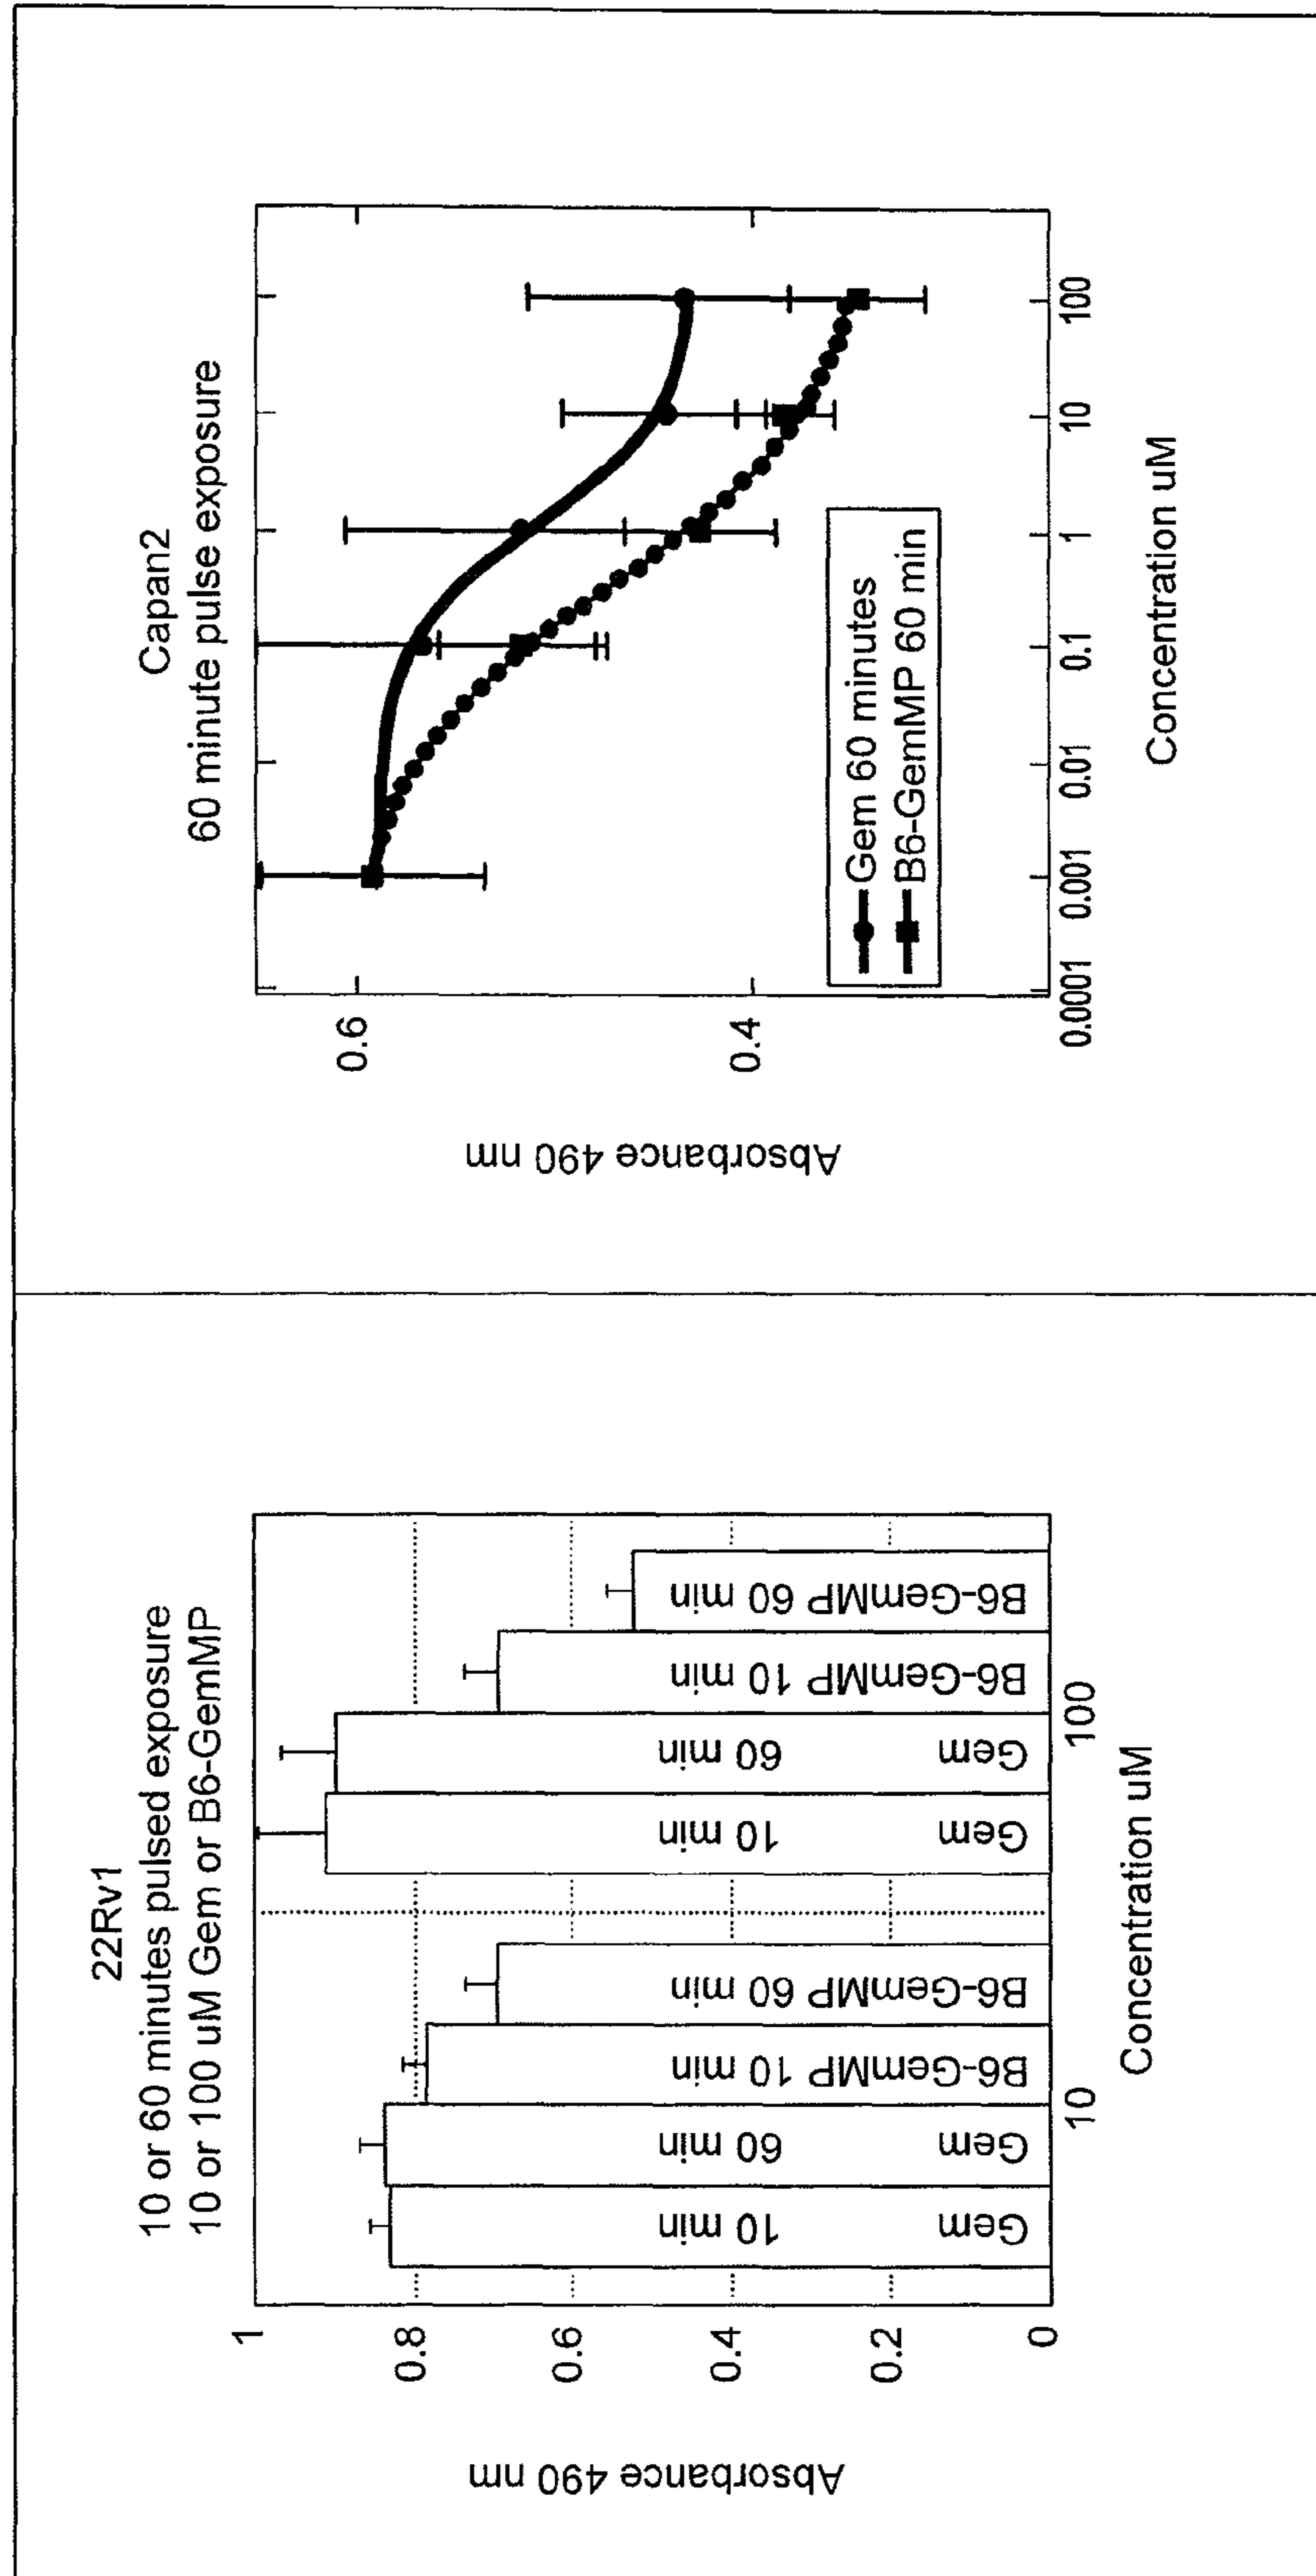 22Rv1
10 or 60 minutes pulsed exposure
10 or 100 uM Gem or B6-GemMP
Absorbance 490 nm
1
0.8
0.6
0.4
0.2
0
Gem 10 min
Gem 60 min
B6-GemMP 10 min
B6-GemMP 60 min
Gem 10 min
Gem 60 min
B6-GemMP 10 min
B6-GemMP 60 min
10
100
Concentration uM
Capan2
60 minute pulse exposure
Absorbance 490 nm
0.6
0.4
Gem 60 minutes
B6-GemMP 60 min
0.0001
0.001
0.01
0.1
1
10
100
Concentration uM